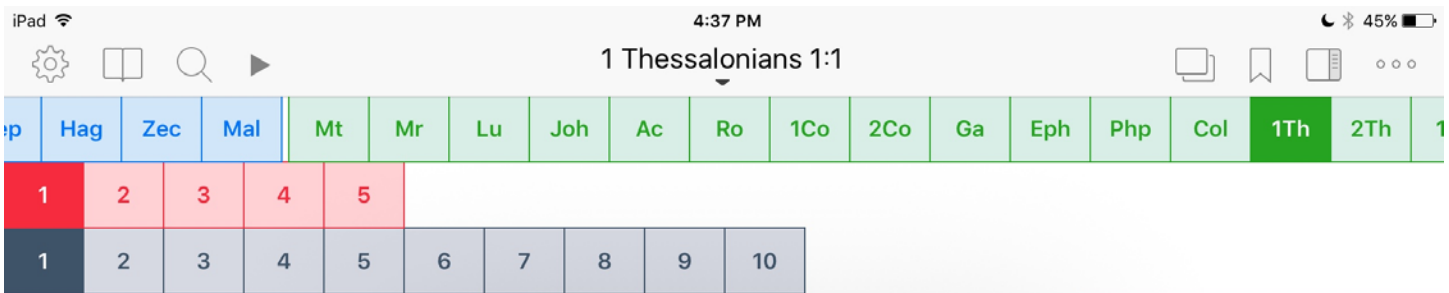 iPad 4:37 PM 45%
1 Thessalonians 1:1
ep Hag Zec Mal Mt Mr Lu Joh Ac Ro 1Co 2Co Ga Eph Php Col 1Th 2Th 1
1 2 3 4 5
1 2 3 4 5 6 7 8 9 10